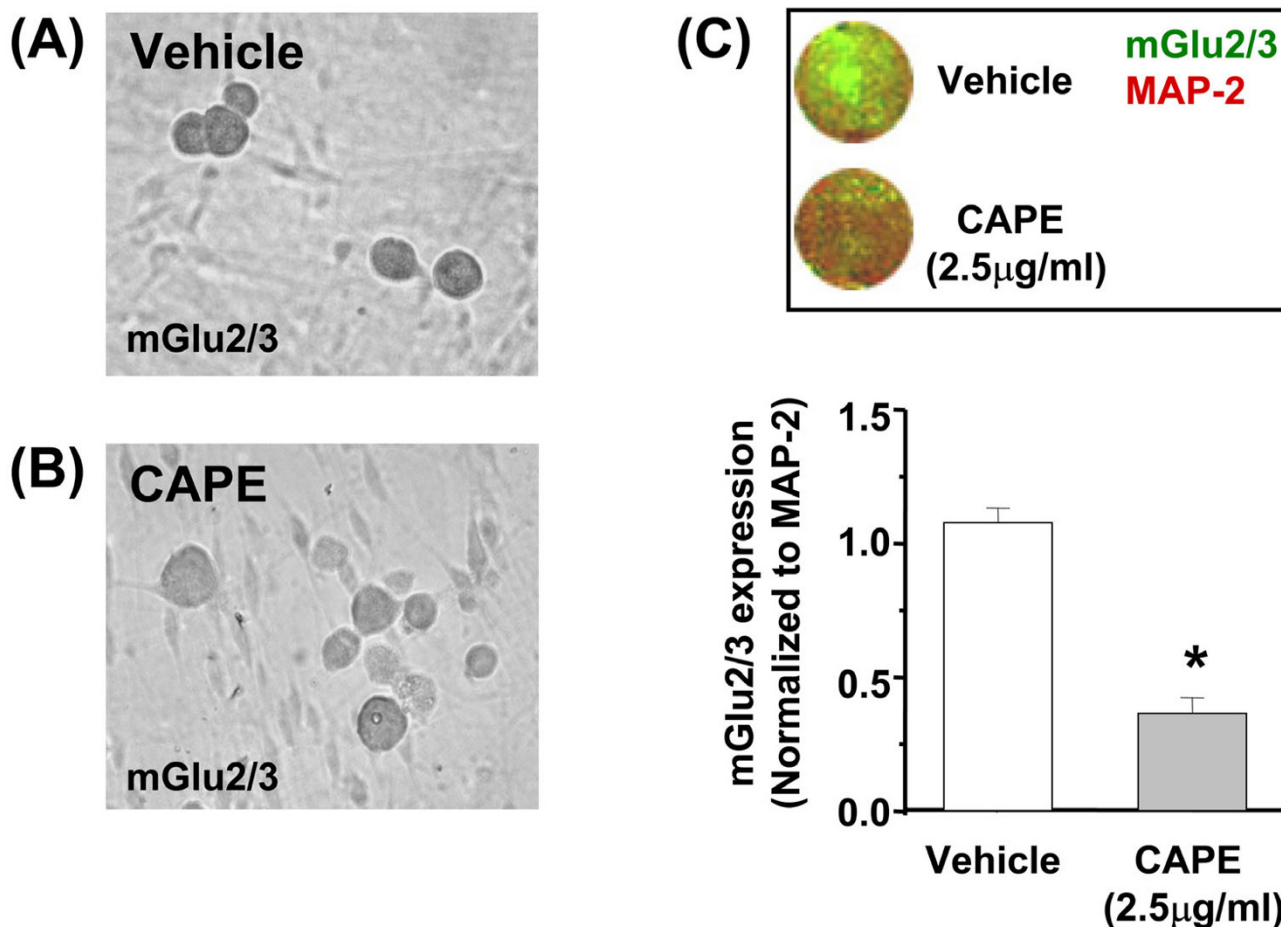 (A)
Vehicle
mGlu2/3
(B)
CAPE
mGlu2/3
(C)
Vehicle
mGlu2/3
MAP-2
CAPE
(2.5μg/ml)
mGlu2/3 expression
(Normalized to MAP-2)
1.5
1.0
0.5
0.0
*
Vehicle
CAPE
(2.5μg/ml)